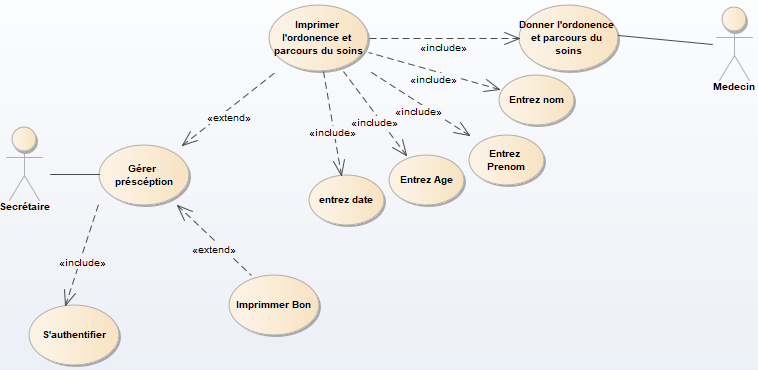 Imprimer
l'ordonence et
parcours du soins
Donner l'ordonence
et parcours du
soins
Medecin
«include»
«include»
«include»
«include»
«include»
«extend»
Entrez nom
Entrez
Prenom
Entrez Age
entrez date
Secrétaire
Gérer
préscéption
«include»
«extend»
S'authentifier
Imprimmer Bon